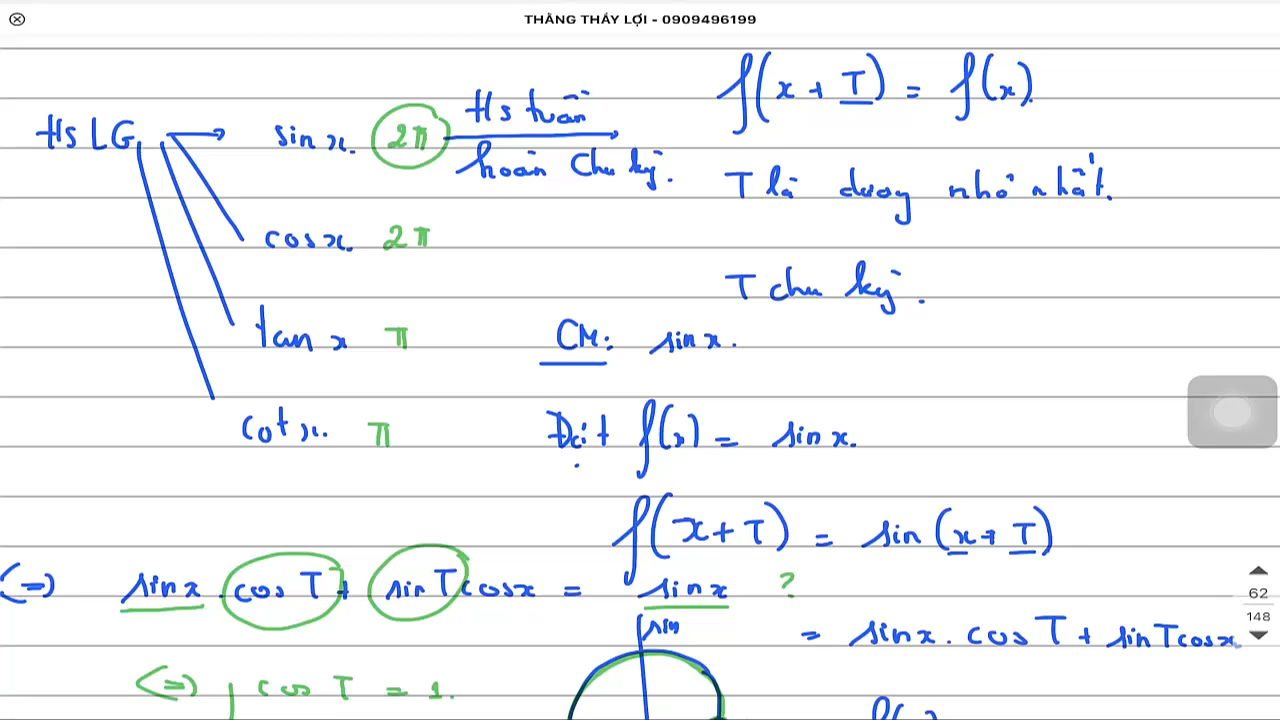 THẦNG THẦY LỢI - 0909496199
Hs LG → sin x. 2π Hs tuần
hoàn Chu kỳ.
f(x + T) = f(x).
T là dương nhỏ nhất.
cos x. 2π
T chu kỳ.
tan x π
CM: sin x.
cot x. π
Đặt f(x) = sin x.
f(x + T) = sin (x + T)
(=) sin x . cos T + sin T cos x = sin x ?
sin
= sin x . cos T + sin T cos x
62
148
(=) cos T = 1.